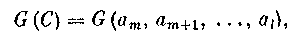 G (C) = G (a_m, a_{m+1}, ..., a_l),